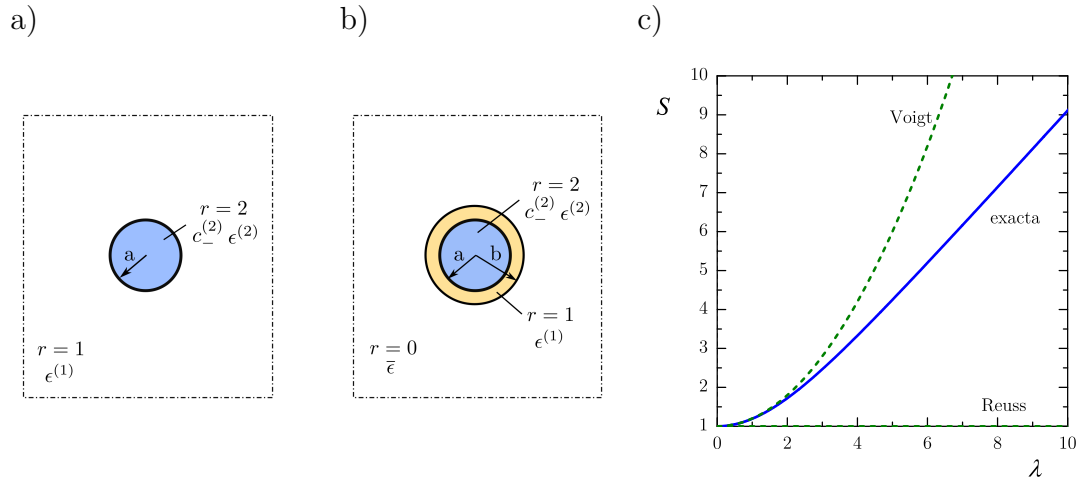 a)
r = 2
c_-^{(2)} ϵ^{(2)}
a
r = 1
ϵ^{(1)}
b)
r = 2
c_-^{(2)} ϵ^{(2)}
a
b
r = 1
ϵ^{(1)}
r = 0
ϵ̄
c)
S
10
9
8
7
6
5
4
3
2
1
Voigt
exacta
Reuss
0
2
4
6
8
10
λ